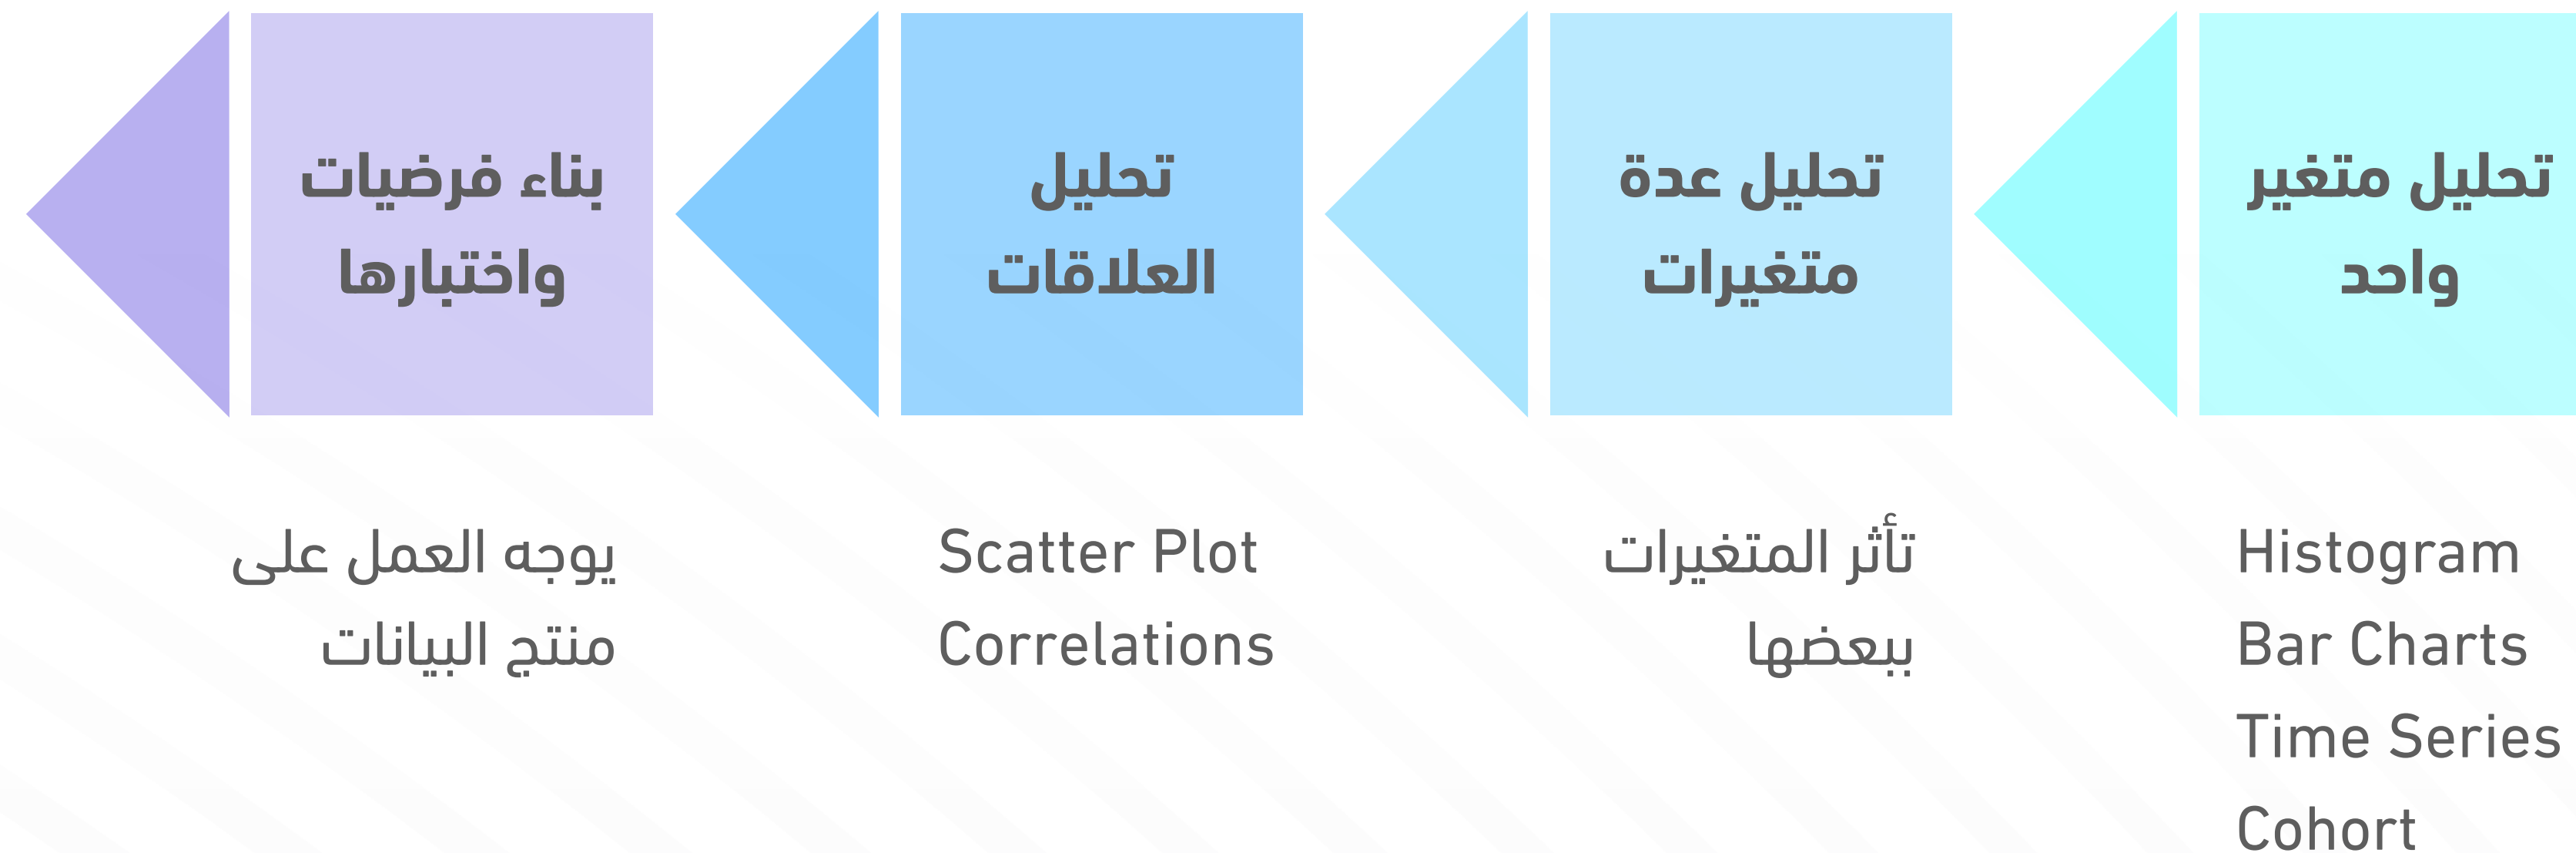 تحليل متغير
واحد
Histogram
Bar Charts
Time Series
Cohort
تحليل عدة
متغيرات
تأثر المتغيرات
ببعضها
تحليل
العلاقات
Scatter Plot
Correlations
بناء فرضيات
واختبارها
يوجه العمل على
منتج البيانات